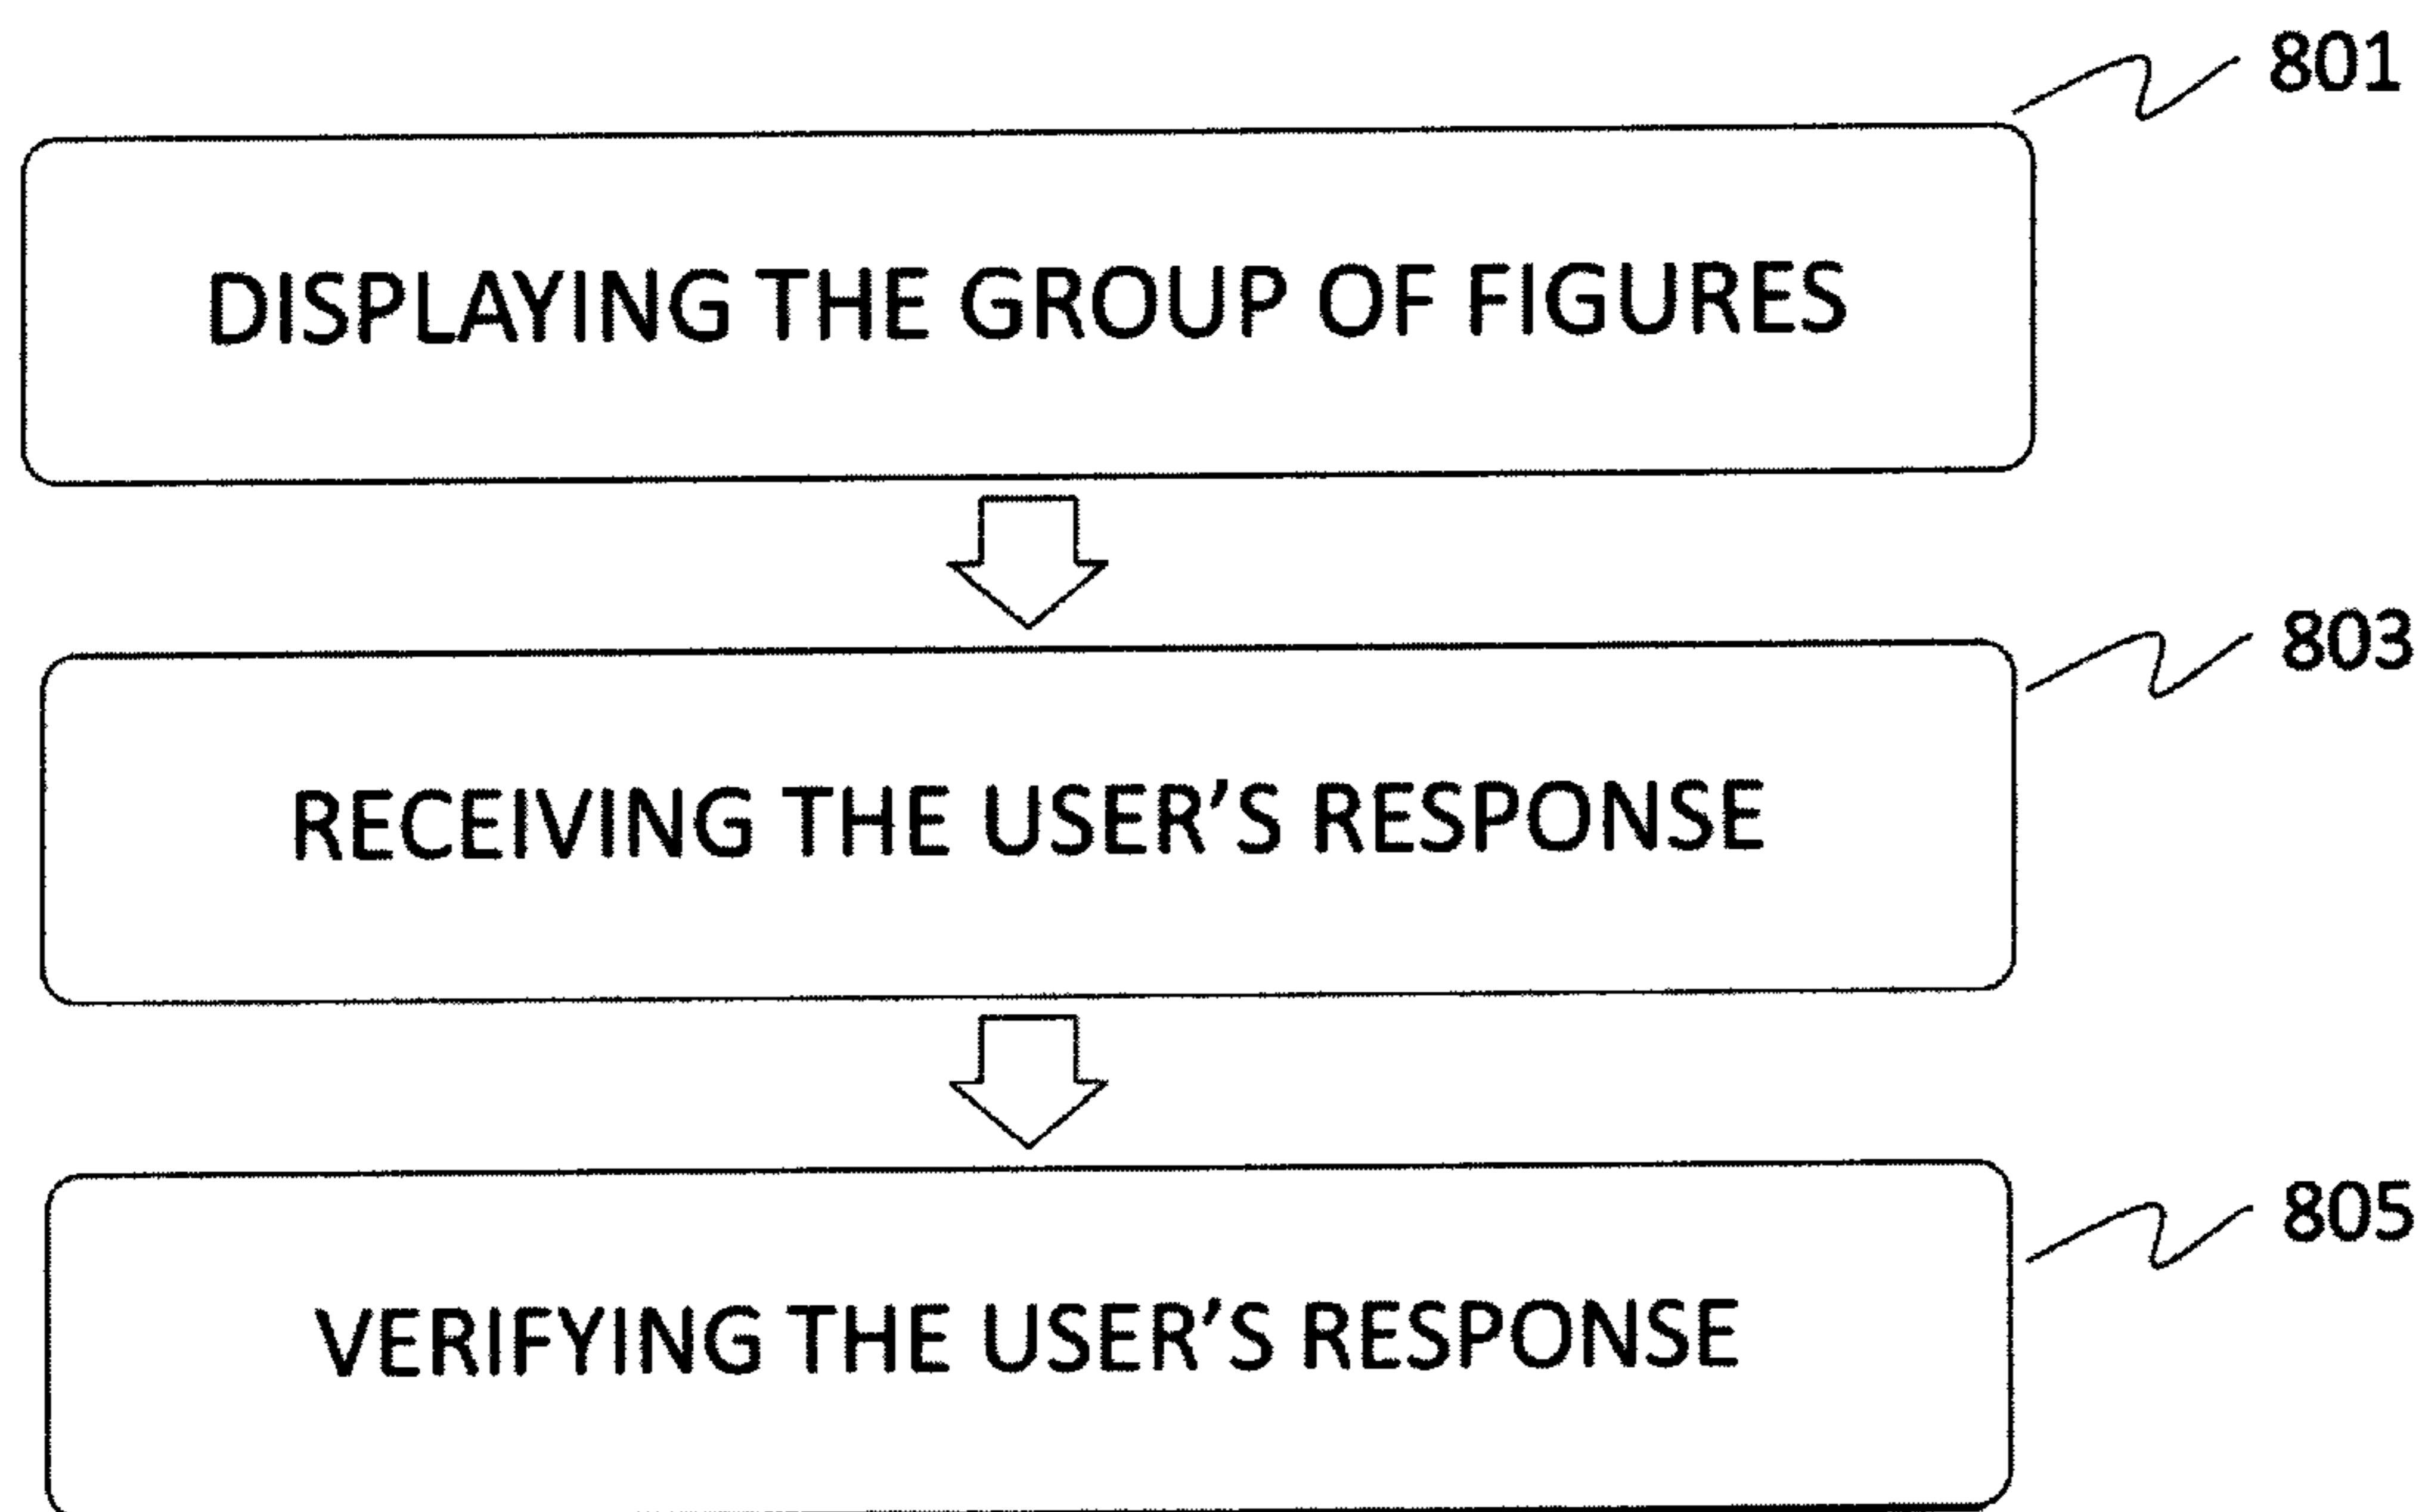 801
DISPLAYING THE GROUP OF FIGURES
803
RECEIVING THE USER’S RESPONSE
805
VERIFYING THE USER’S RESPONSE